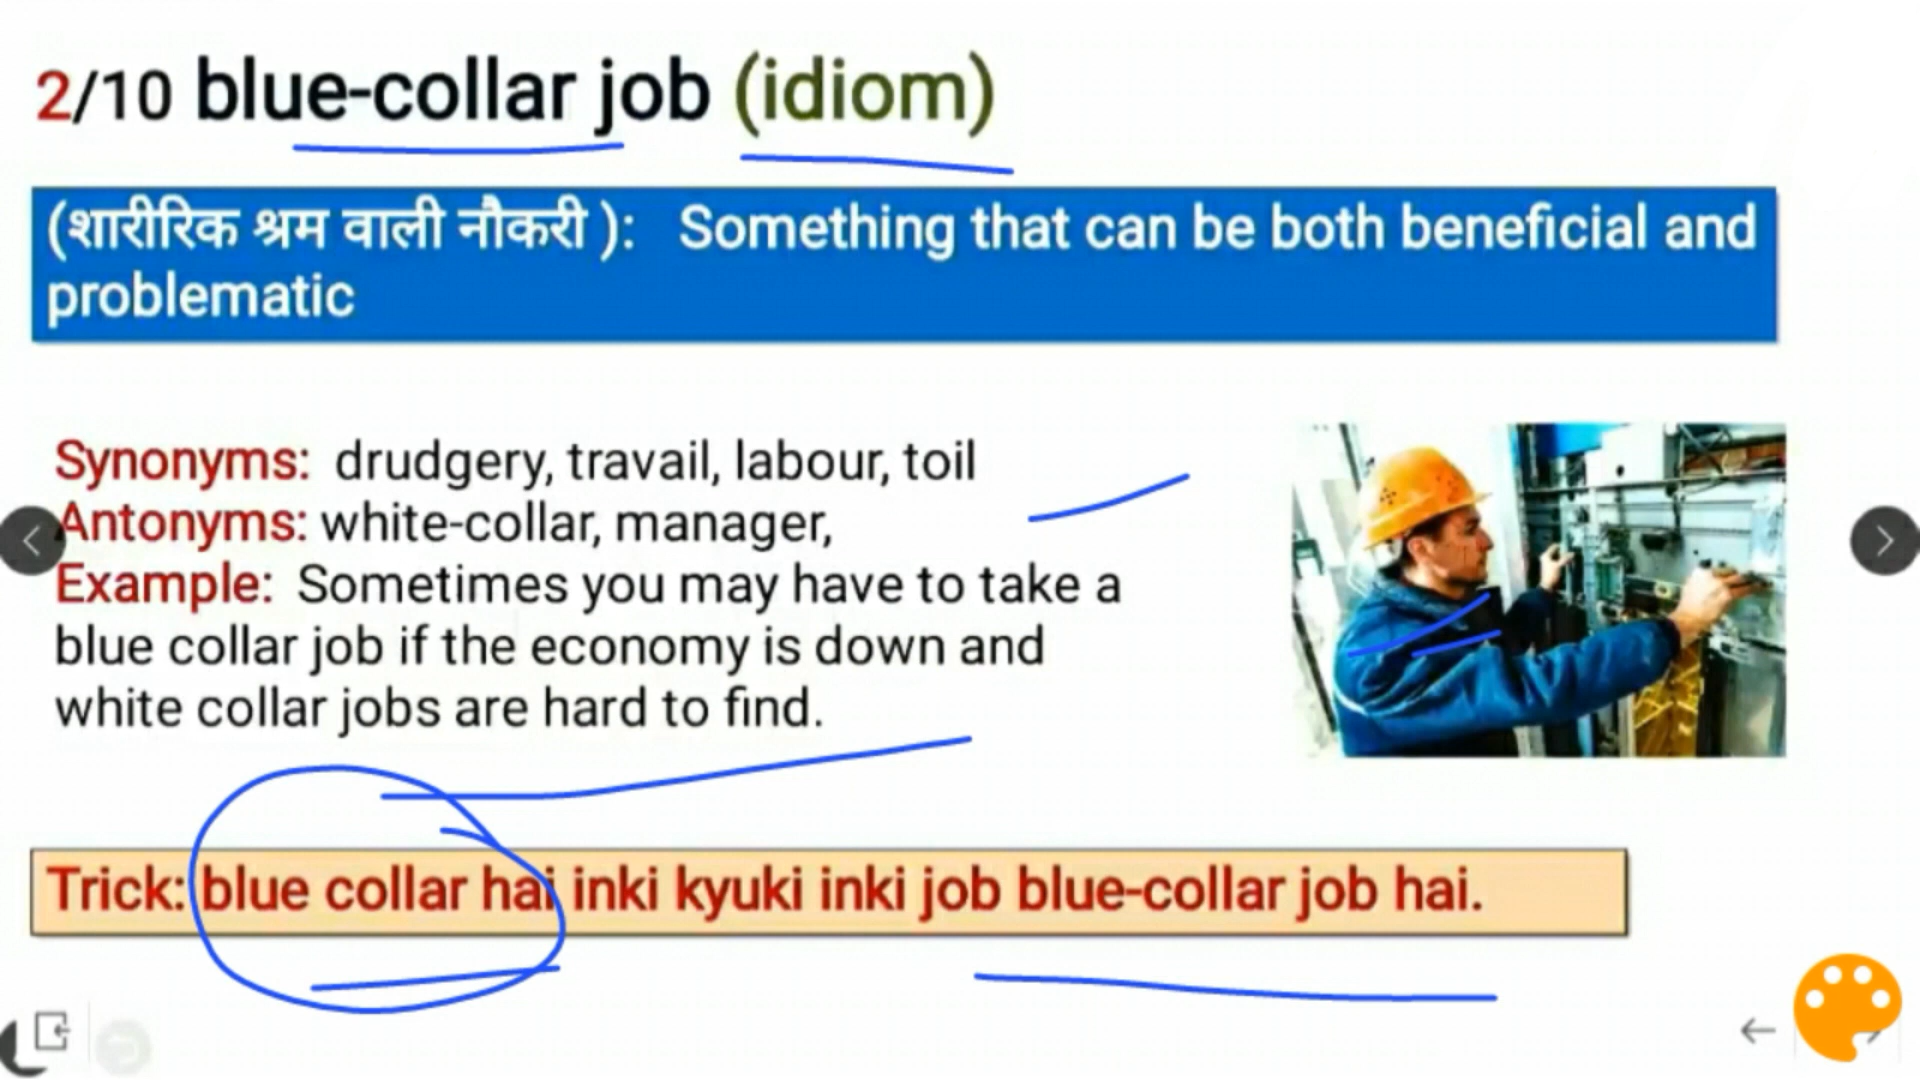 2/10 blue-collar job (idiom)
(शारीरिक श्रम वाली नौकरी ): Something that can be both beneficial and
problematic
Synonyms: drudgery, travail, labour, toil
Antonyms: white-collar, manager,
Example: Sometimes you may have to take a
blue collar job if the economy is down and
white collar jobs are hard to find.
Trick: blue collar hai inki kyuki inki job blue-collar job hai.